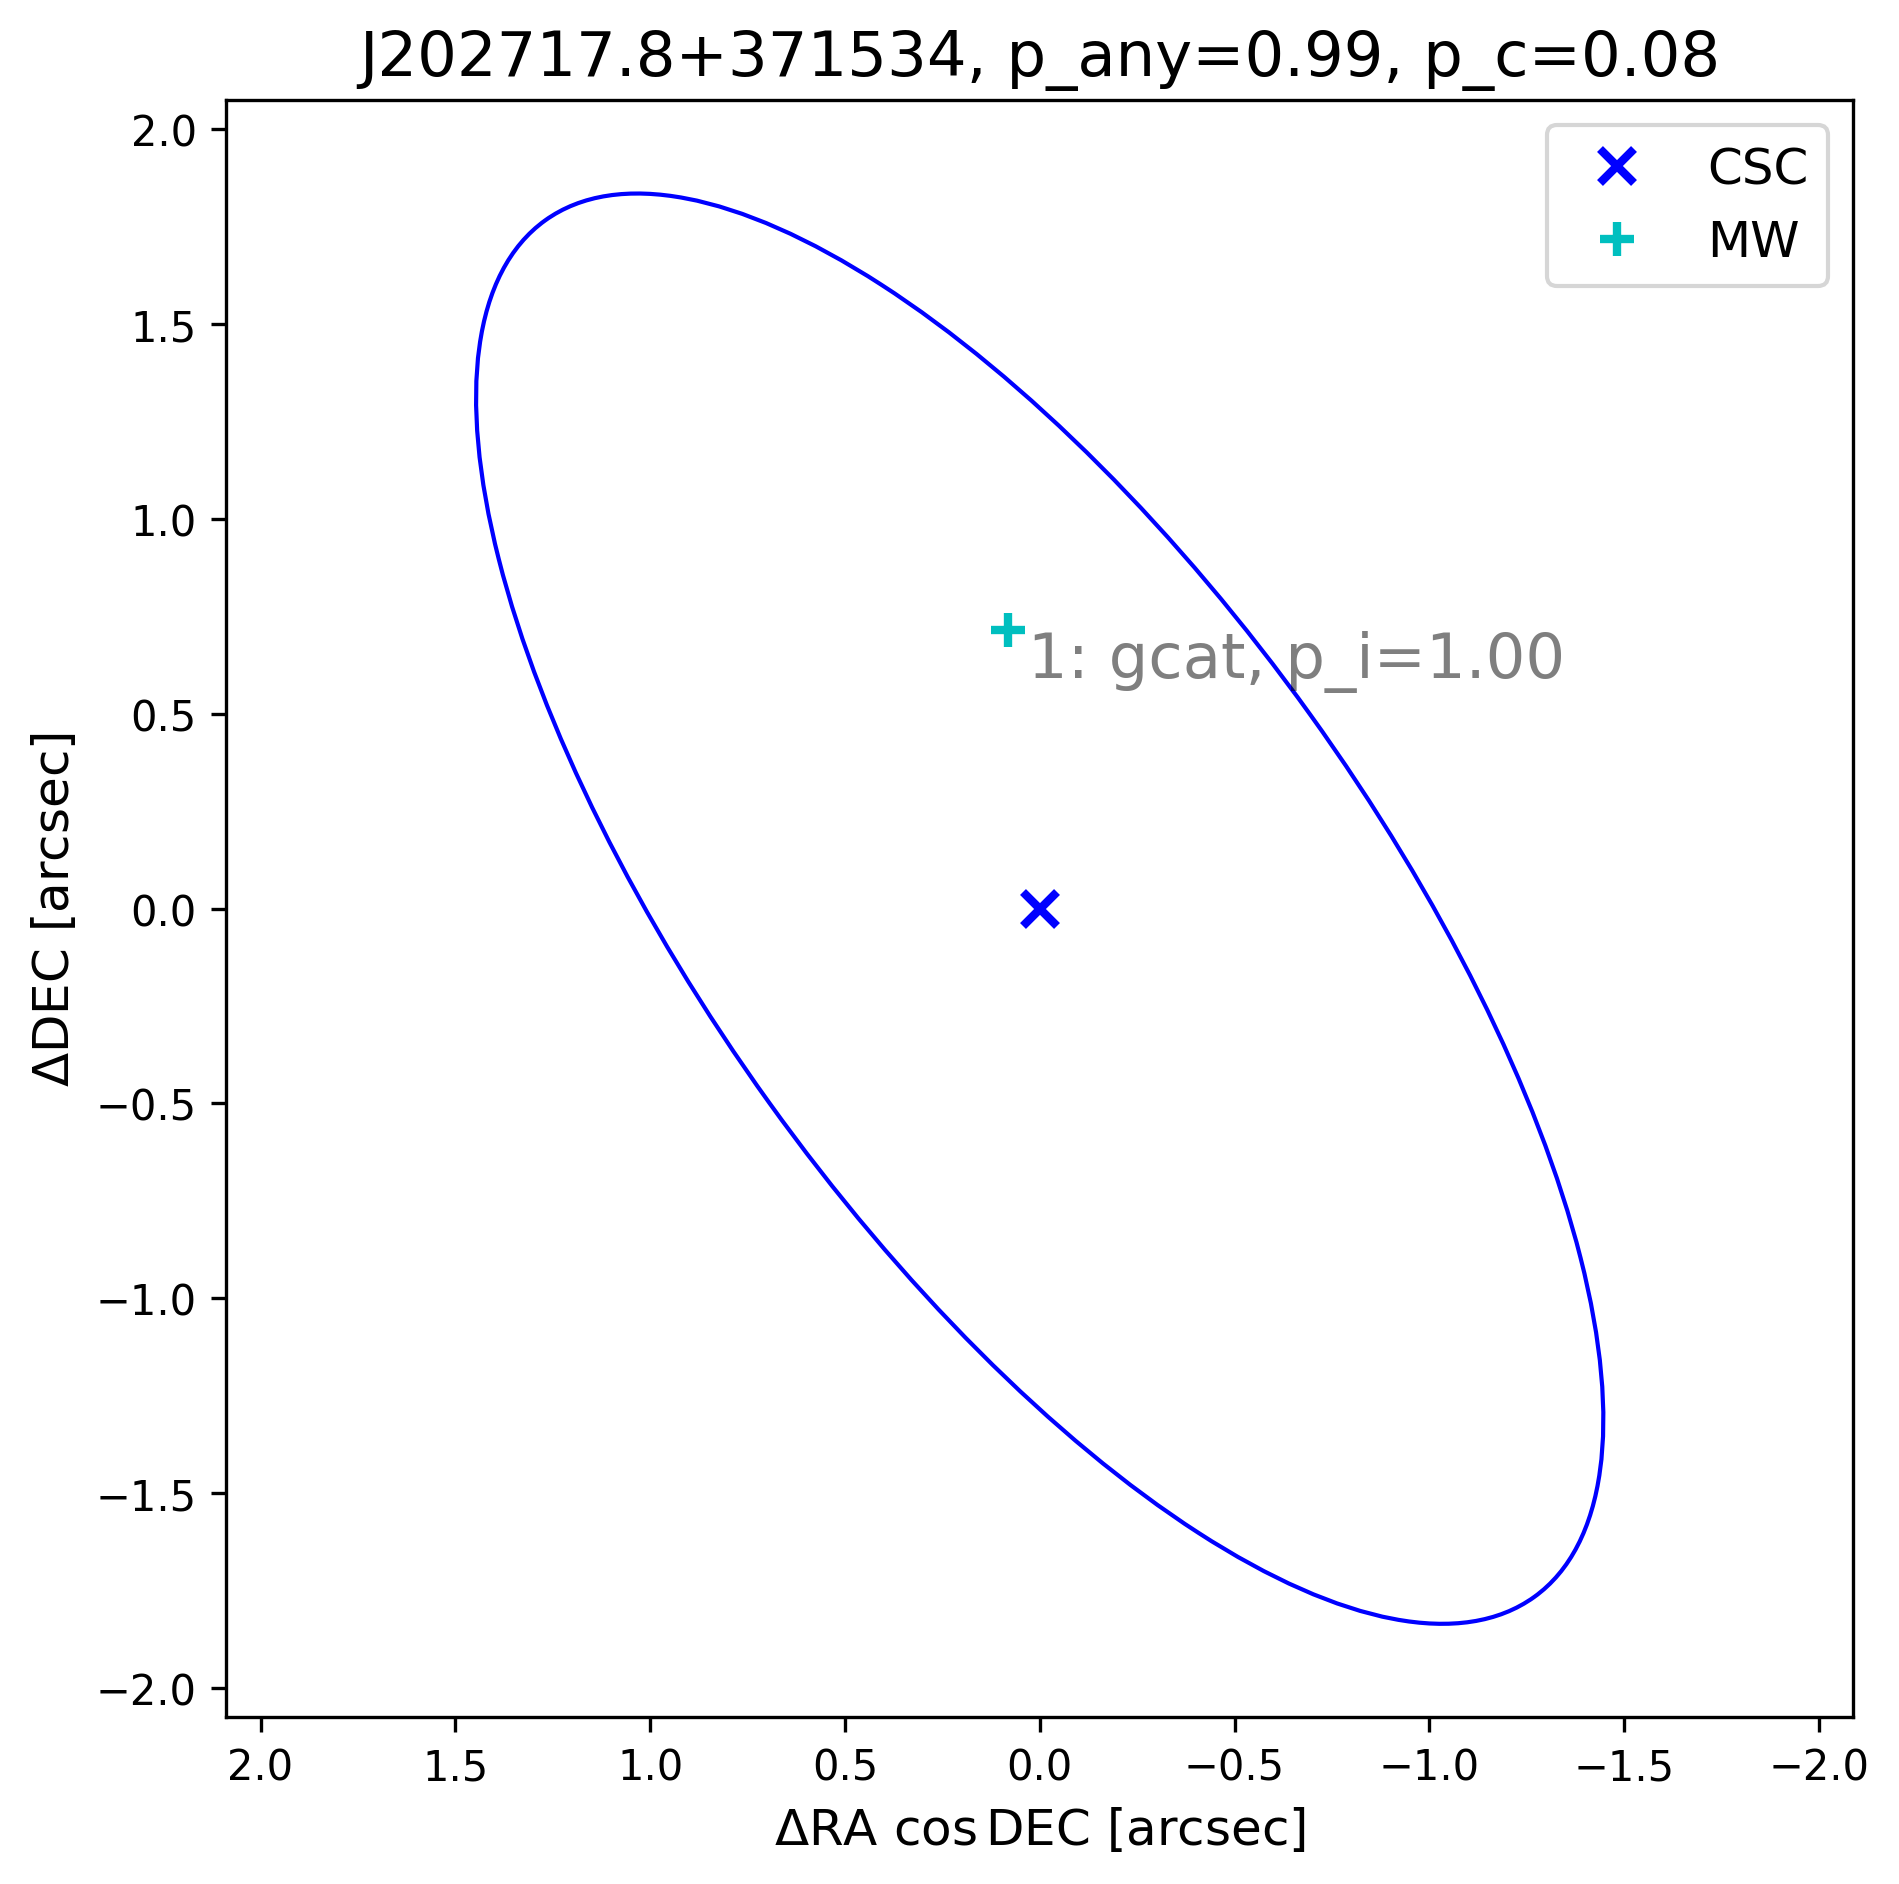 J202717.8+371534, p_any=0.99, p_c=0.08
CSC
MW
1: gcat, p_i=1.00
2.0
1.5
1.0
0.5
0.0
−0.5
−1.0
−1.5
−2.0
ΔDEC [arcsec]
2.0 1.5 1.0 0.5 0.0 −0.5 −1.0 −1.5 −2.0
ΔRA cos DEC [arcsec]